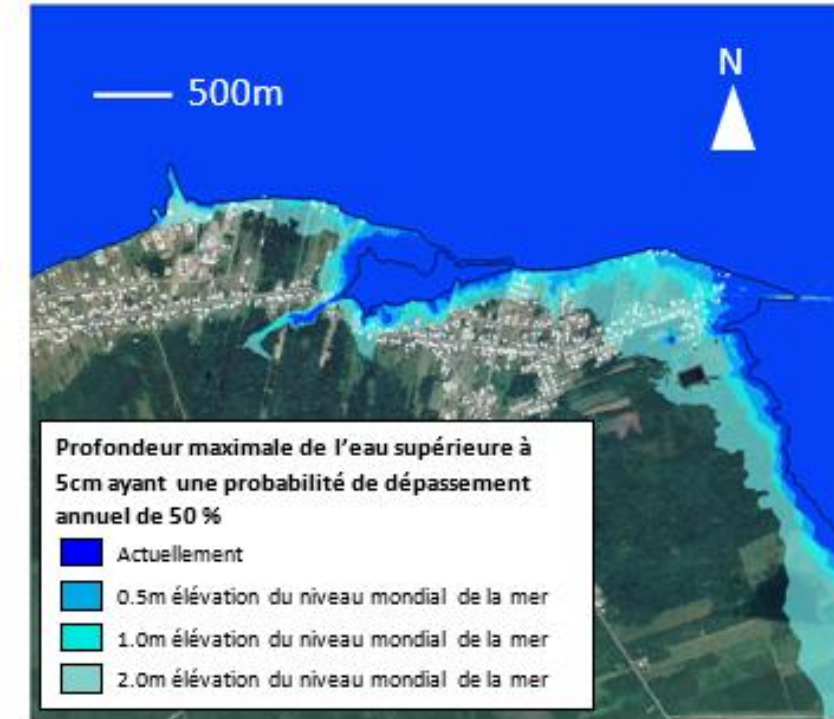 500m
N
Profondeur maximale de l'eau supérieure à
5cm ayant une probabilité de dépassement
annuel de 50 %
Actuellement
0.5m élévation du niveau mondial de la mer
1.0m élévation du niveau mondial de la mer
2.0m élévation du niveau mondial de la mer